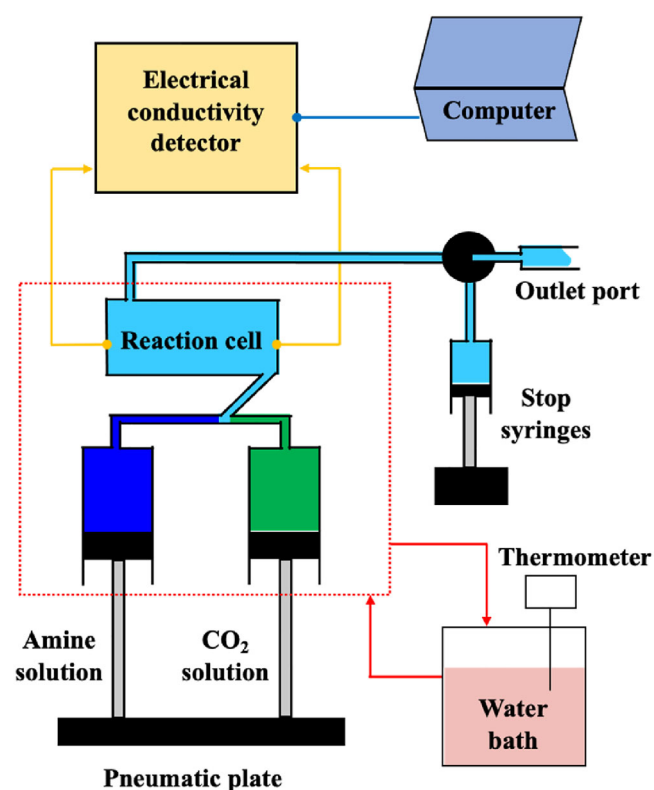 Electrical
conductivity
detector
Computer
Outlet port
Reaction cell
Stop
syringes
Thermometer
Amine
solution
CO₂
solution
Water
bath
Pneumatic plate